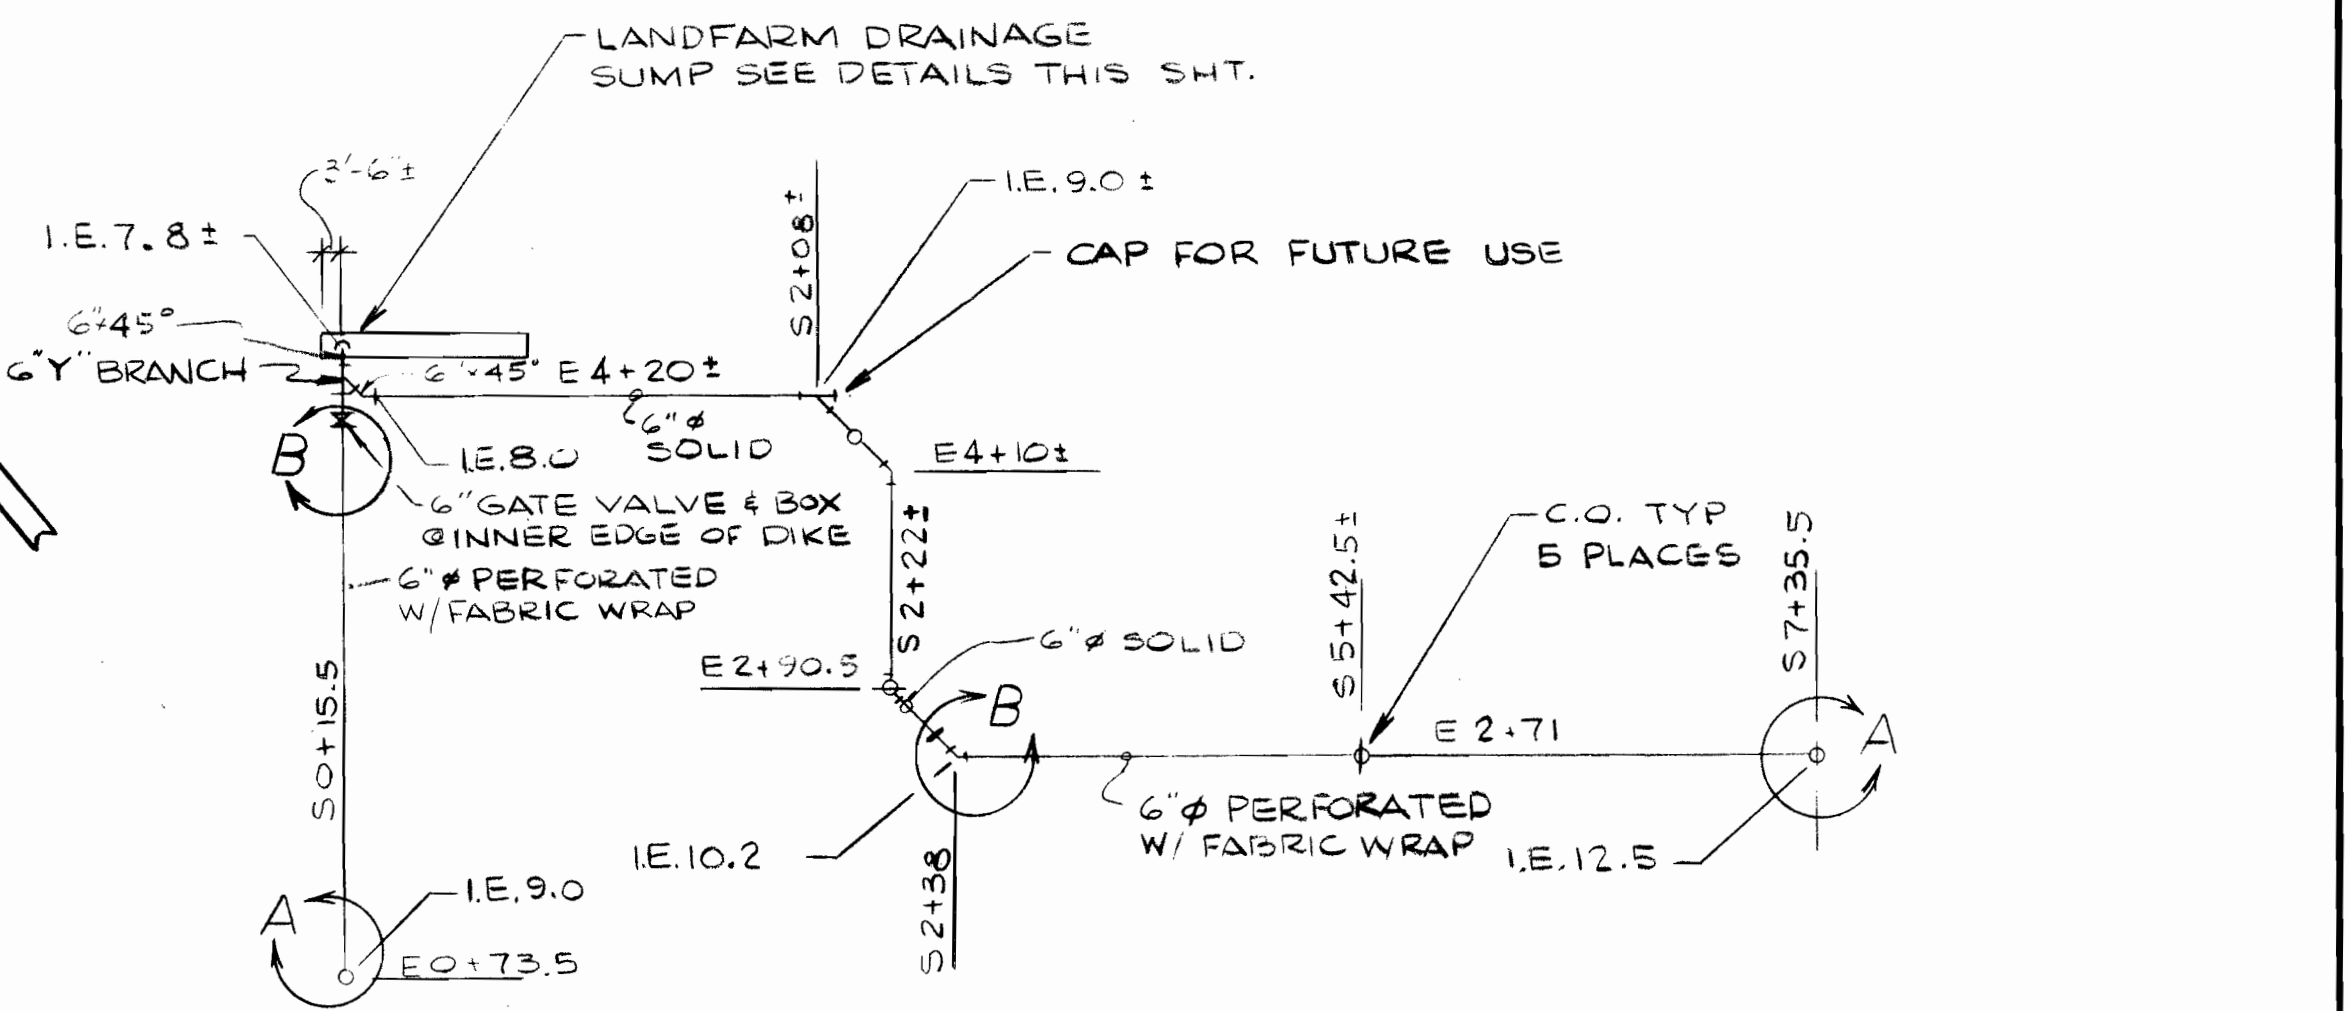 LANDFARM DRAINAGE
SUMP SEE DETAILS THIS SHT.
I.E. 9.0 ±
CAP FOR FUTURE USE
I.E. 7.8 ±
S 2+08 ±
6"x45°
6"Y" BRANCH
6"x45° E 4+20 ±
6" ø
SOLID
B
I.E. 8.0
E4+10±
6" GATE VALVE & BOX
@ INNER EDGE OF DIKE
C.O. TYP
5 PLACES
6" ø PERFORATED
W/ FABRIC WRAP
S 2+22±
S 5+42.5±
S 7+35.5
6" ø SOLID
E 2+90.5
B
E 2+71
A
S 0+15.5
6" ø PERFORATED
W/ FABRIC WRAP
I.E. 10.2
I.E. 12.5
S 2+38
I.E. 9.0
A
E 0+73.5